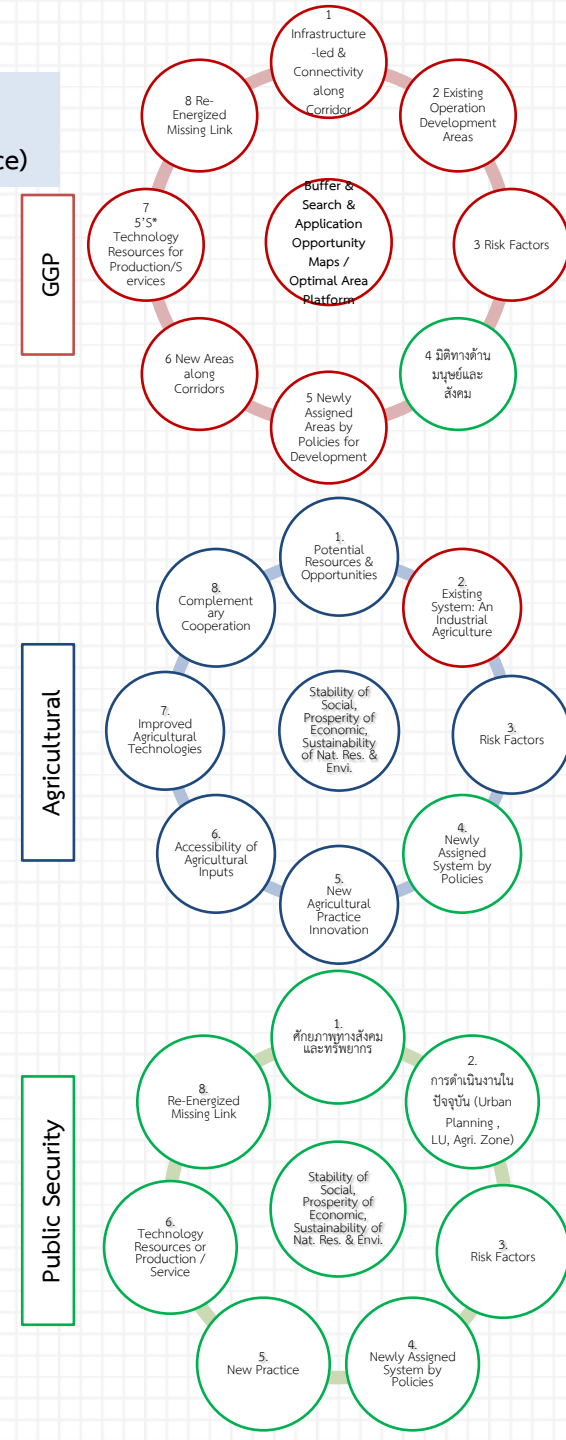 ce)
GGP
1
Infrastructure
-led &
Connectivity
along
Corridor
2 Existing
Operation
Development
Areas
3 Risk Factors
4 มิติทางด้าน
มนุษย์และ
สังคม
5 Newly
Assigned
Areas by
Policies for
Development
6 New Areas
along
Corridors
7
5'S*
Technology
Resources for
Production/S
ervices
8 Re-
Energized
Missing Link
Buffer &
Search &
Application
Opportunity
Maps /
Optimal Area
Platform
Agricultural
1.
Potential
Resources &
Opportunities
2.
Existing
System: An
Industrial
Agriculture
3.
Risk Factors
4.
Newly
Assigned
System by
Policies
5.
New
Agricultural
Practice
Innovation
6.
Accessibility of
Agricultural
Inputs
7.
Improved
Agricultural
Technologies
8.
Complement
ary
Cooperation
Stability of
Social,
Prosperity of
Economic,
Sustainability
of Nat. Res. &
Envi.
Public Security
1.
ศักยภาพทางสังคม
และทรัพยากร
2.
การดำเนินงานใน
ปัจจุบัน (Urban
Planning ,
LU, Agri. Zone)
3.
Risk Factors
4.
Newly Assigned
System by
Policies
5.
New Practice
6.
Technology
Resources or
Production /
Service
8.
Re-Energized
Missing Link
Stability of
Social,
Prosperity of
Economic,
Sustainability of
Nat. Res. & Envi.